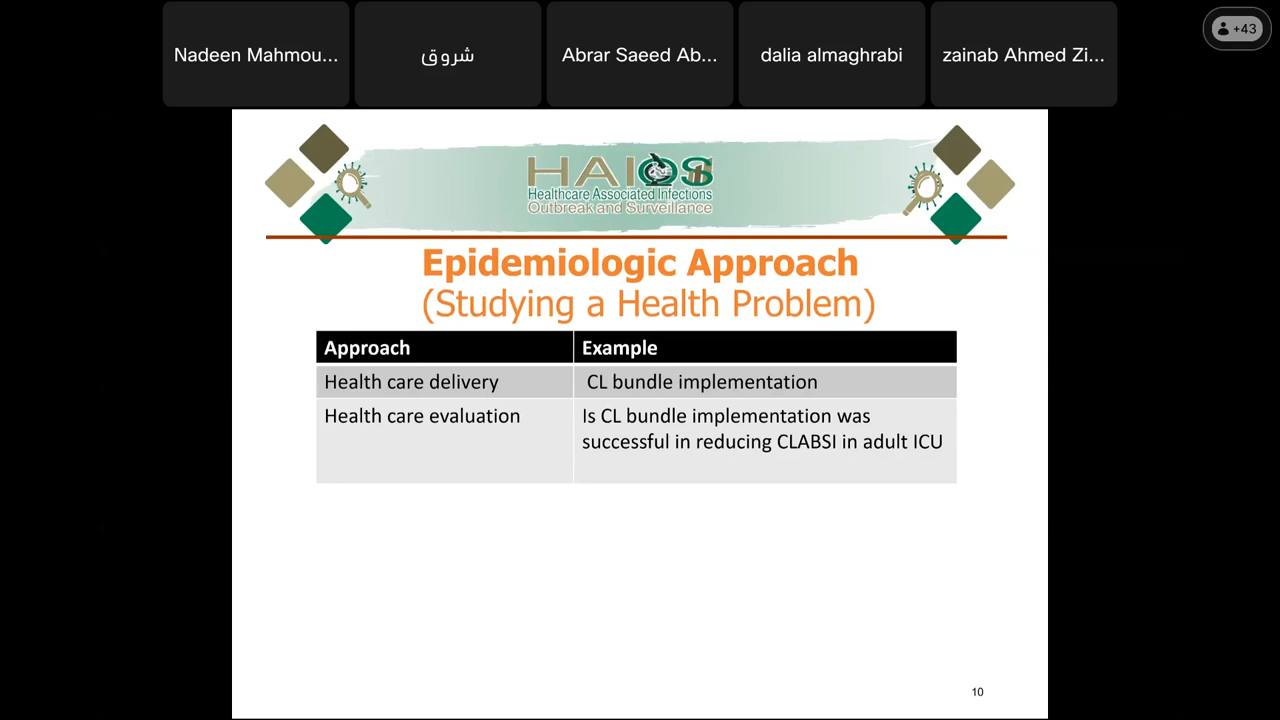 Nadeen Mahmou...
شروق
Abrar Saeed Ab...
dalia almaghrabi
zainab Ahmed Zi...
+43
HAIOS
Healthcare Associated Infections
Outbreak and Surveillance
Epidemiologic Approach
(Studying a Health Problem)
Approach Example
Health care delivery CL bundle implementation
Health care evaluation Is CL bundle implementation was
successful in reducing CLABSI in adult ICU
10